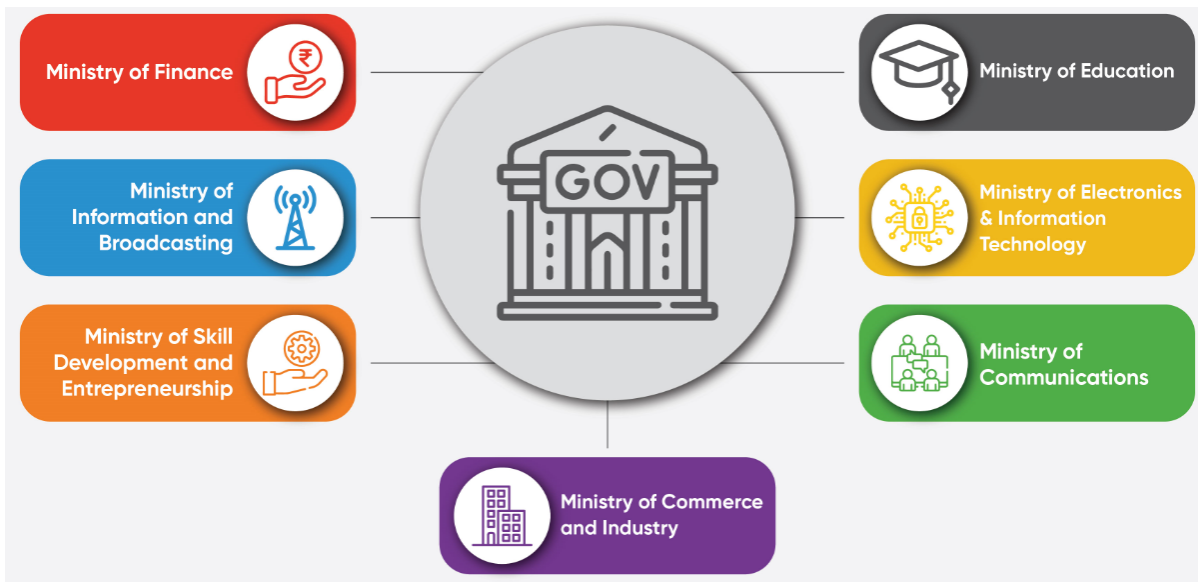 Ministry of Finance
₹
Ministry of
Information and
Broadcasting
Ministry of Skill
Development and
Entrepreneurship
GOV
Ministry of Education
Ministry of Electronics
& Information
Technology
Ministry of
Communications
Ministry of Commerce
and Industry